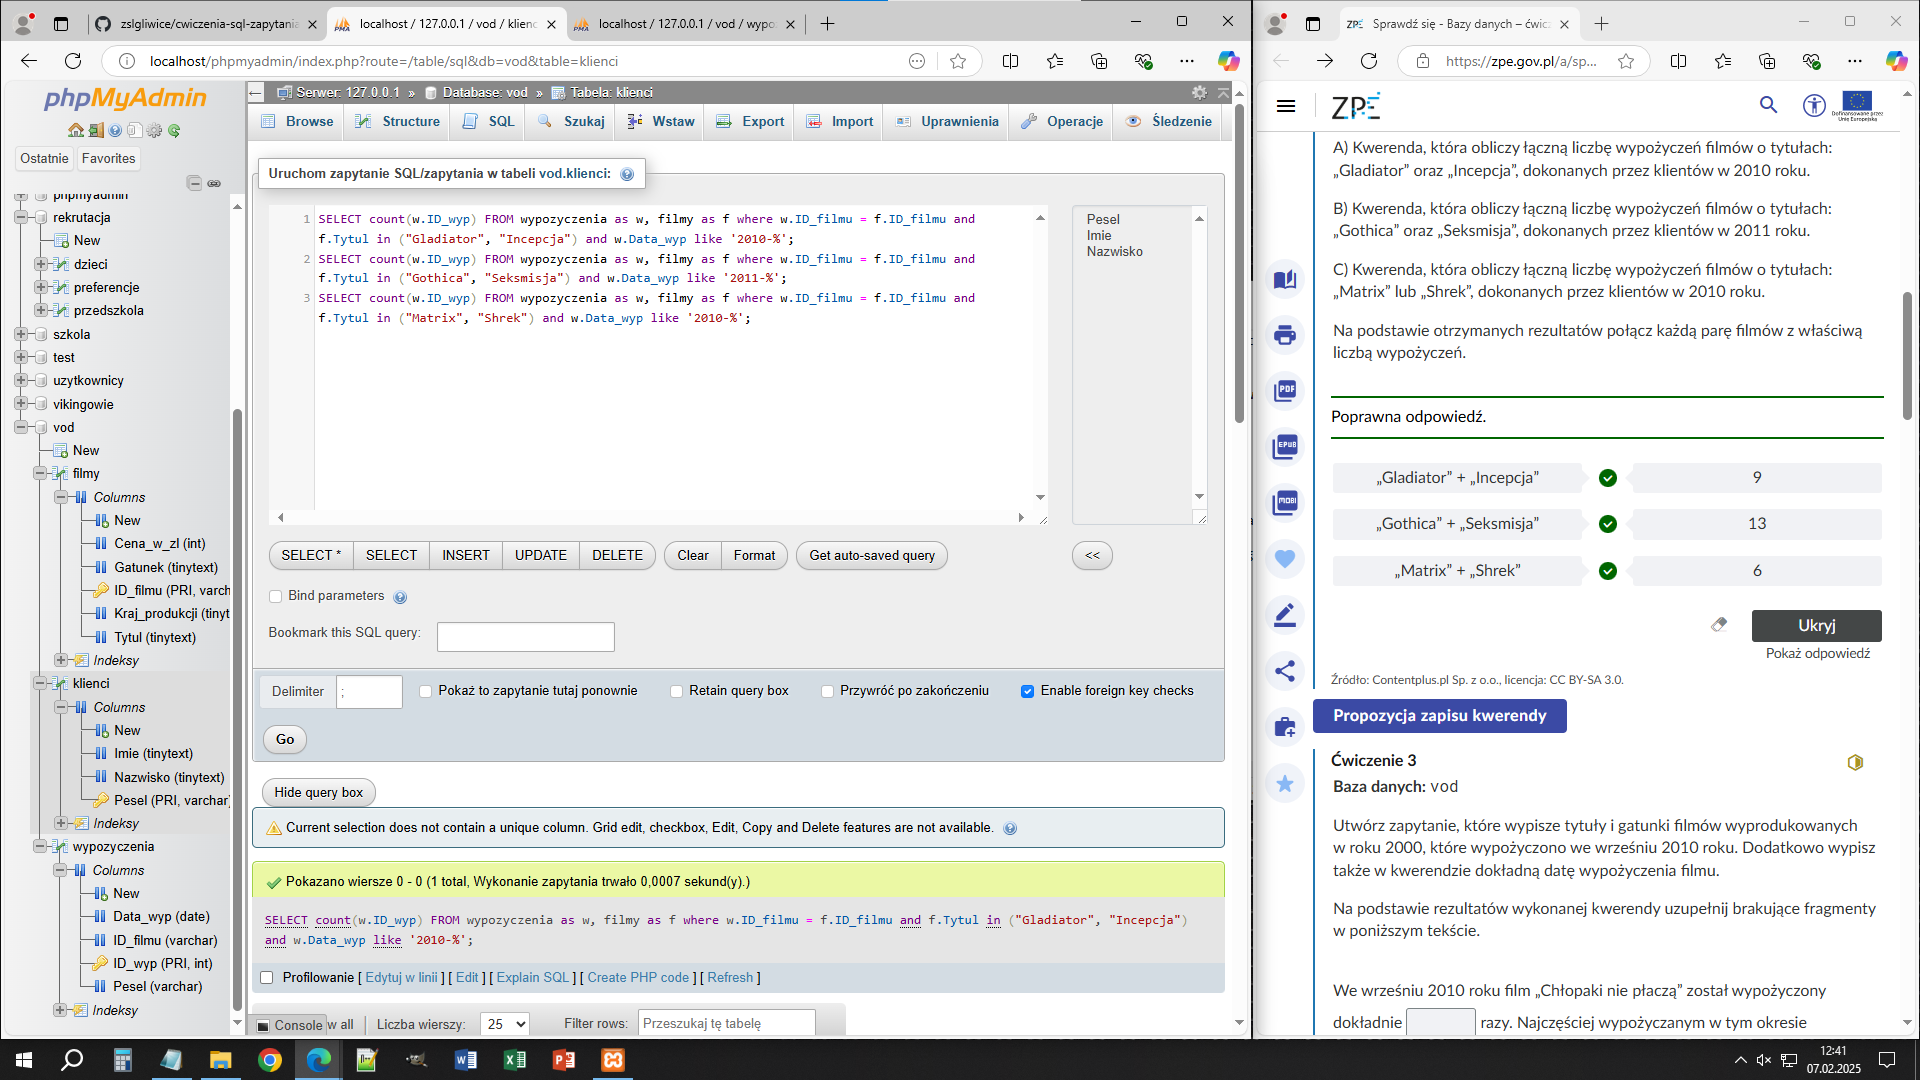 zslgliwice/cwiczenia-sql-zapytania
localhost / 127.0.0.1 / vod / klienc
localhost / 127.0.0.1 / vod / wypo
localhost/phpmyadmin/index.php?route=/table/sql&db=vod&table=klienci
phpMyAdmin
Ostatnie
Favorites
phpmyadmin
rekrutacja
New
dzieci
preferencje
przedszkola
szkola
test
uzytkownicy
vikingowie
vod
New
filmy
Columns
New
Cena_w_zl (int)
Gatunek (tinytext)
ID_filmu (PRI, varch
Kraj_produkcji (tinyt
Tytul (tinytext)
Indeksy
klienci
Columns
New
Imie (tinytext)
Nazwisko (tinytext)
Pesel (PRI, varchar
Indeksy
wypozyczenia
Columns
New
Data_wyp (date)
ID_filmu (varchar)
ID_wyp (PRI, int)
Pesel (varchar)
Indeksy
Serwer: 127.0.0.1 » Database: vod » Tabela: klienci
Browse Structure SQL Szukaj Wstaw Export Import Uprawnienia Operacje Śledzenie
Uruchom zapytanie SQL/zapytania w tabeli vod.klienci:
1 SELECT count(w.ID_wyp) FROM wypozyczenia as w, filmy as f where w.ID_filmu = f.ID_filmu and
f.Tytul in ("Gladiator", "Incepcja") and w.Data_wyp like '2010-%';
2 SELECT count(w.ID_wyp) FROM wypozyczenia as w, filmy as f where w.ID_filmu = f.ID_filmu and
f.Tytul in ("Gothica", "Seksmisja") and w.Data_wyp like '2011-%';
3 SELECT count(w.ID_wyp) FROM wypozyczenia as w, filmy as f where w.ID_filmu = f.ID_filmu and
f.Tytul in ("Matrix", "Shrek") and w.Data_wyp like '2010-%';
Pesel
Imie
Nazwisko
SELECT * SELECT INSERT UPDATE DELETE Clear Format Get auto-saved query <<
Bind parameters
Bookmark this SQL query:
Delimiter ; Pokaż to zapytanie tutaj ponownie Retain query box Przywróć po zakończeniu Enable foreign key checks
Go
Hide query box
Current selection does not contain a unique column. Grid edit, checkbox, Edit, Copy and Delete features are not available.
Pokazano wiersze 0 - 0 (1 total, Wykonanie zapytania trwało 0,0007 sekund(y).)
SELECT count(w.ID_wyp) FROM wypozyczenia as w, filmy as f where w.ID_filmu = f.ID_filmu and f.Tytul in ("Gladiator", "Incepcja")
and w.Data_wyp like '2010-%';
Profilowanie [ Edytuj w linii ] [ Edit ] [ Explain SQL ] [ Create PHP code ] [ Refresh ]
Console w all Liczba wierszy: 25 Filter rows: Przeszukaj tę tabelę
Sprawdź się - Bazy danych – ćwic
https://zpe.gov.pl/a/sp...
ZPE
Dofinansowane przez
Unię Europejską
A) Kwerenda, która obliczy łączną liczbę wypożyczeń filmów o tytułach:
„Gladiator” oraz „Incepcja”, dokonanych przez klientów w 2010 roku.
B) Kwerenda, która obliczy łączną liczbę wypożyczeń filmów o tytułach:
„Gothica” oraz „Seksmisja”, dokonanych przez klientów w 2011 roku.
C) Kwerenda, która obliczy łączną liczbę wypożyczeń filmów o tytułach:
„Matrix” lub „Shrek”, dokonanych przez klientów w 2010 roku.
Na podstawie otrzymanych rezultatów połącz każdą parę filmów z właściwą
liczbą wypożyczeń.
Poprawna odpowiedź.
„Gladiator” + „Incepcja” 9
„Gothica” + „Seksmisja” 13
„Matrix” + „Shrek” 6
Ukryj
Pokaż odpowiedź
Źródło: Contentplus.pl Sp. z o.o., licencja: CC BY-SA 3.0.
Propozycja zapisu kwerendy
Ćwiczenie 3
Baza danych: vod
Utwórz zapytanie, które wypisze tytuły i gatunki filmów wyprodukowanych
w roku 2000, które wypożyczono we wrześniu 2010 roku. Dodatkowo wypisz
także w kwerendzie dokładną datę wypożyczenia filmu.
Na podstawie rezultatów wykonanej kwerendy uzupełnij brakujące fragmenty
w poniższym tekście.
We wrześniu 2010 roku film „Chłopaki nie płaczą” został wypożyczony
dokładnie razy. Najczęściej wypożyczanym w tym okresie
PDF
EPUB
MOBI
12:41
07.02.2025